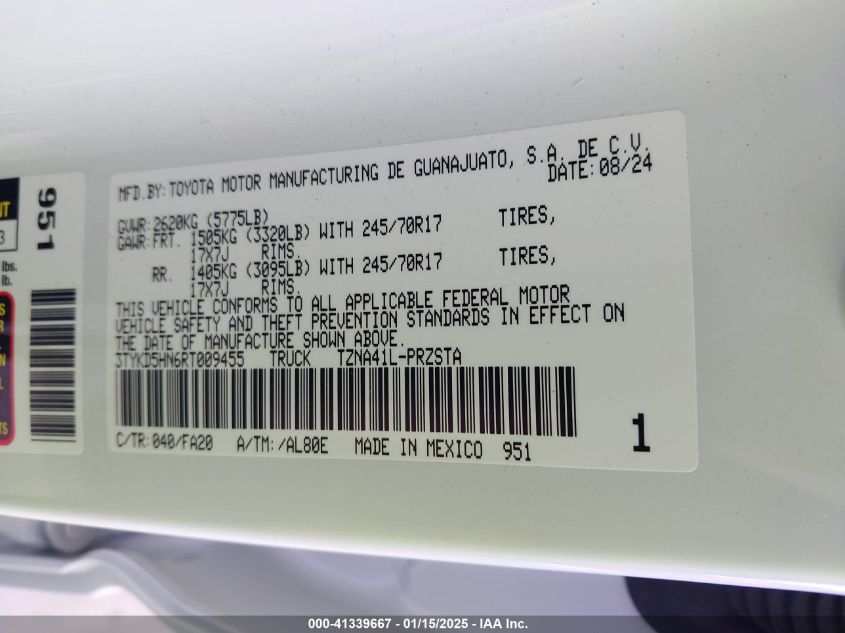 MFD.BY:TOYOTA MOTOR MANUFACTURING DE GUANAJUATO, S.A. DE C.V.
DATE:08/24
GVWR:2620KG (5775LB)
GAWR:FRT. 1505KG (3320LB) WITH 245/70R17 TIRES,
17X7J RIMS.
RR. 1405KG (3095LB) WITH 245/70R17 TIRES,
17X7J RIMS.
THIS VEHICLE CONFORMS TO ALL APPLICABLE FEDERAL MOTOR
VEHICLE SAFETY AND THEFT PREVENTION STANDARDS IN EFFECT ON
THE DATE OF MANUFACTURE SHOWN ABOVE.
3TYKD5HN6RT009455 TRUCK TZNA41L-PRZSTA
C/TR:040/FA20 A/TM:/AL80E MADE IN MEXICO 951
1
951
3
lbs.
lb.
000-41339667 - 01/15/2025 - IAA Inc.